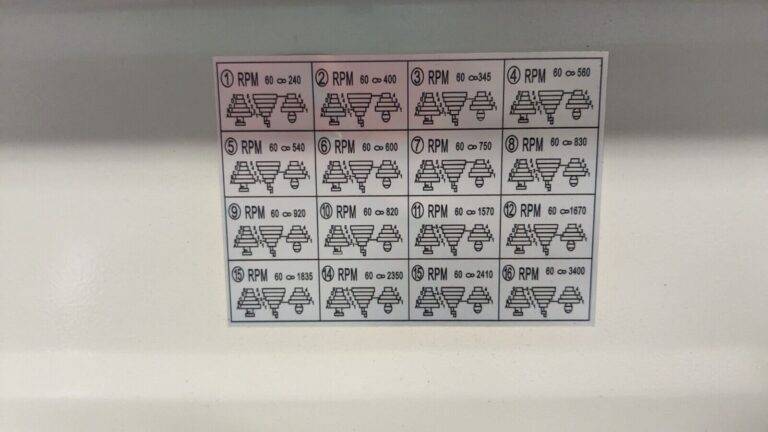 ① RPM 60 ∞ 240
② RPM 60 ∞ 400
③ RPM 60 ∞ 345
④ RPM 60 ∞ 560
⑤ RPM 60 ∞ 540
⑥ RPM 60 ∞ 600
⑦ RPM 60 ∞ 750
⑧ RPM 60 ∞ 830
⑨ RPM 60 ∞ 920
⑩ RPM 60 ∞ 820
⑪ RPM 60 ∞ 1570
⑫ RPM 60 ∞ 1670
⑮ RPM 60 ∞ 1835
⑭ RPM 60 ∞ 2350
⑮ RPM 60 ∞ 2410
⑯ RPM 60 ∞ 3400